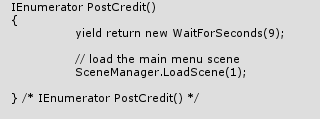 IEnumerator PostCredit()
{
yield return new WaitForSeconds(9);
// load the main menu scene
SceneManager.LoadScene(1);
} /* IEnumerator PostCredit() */